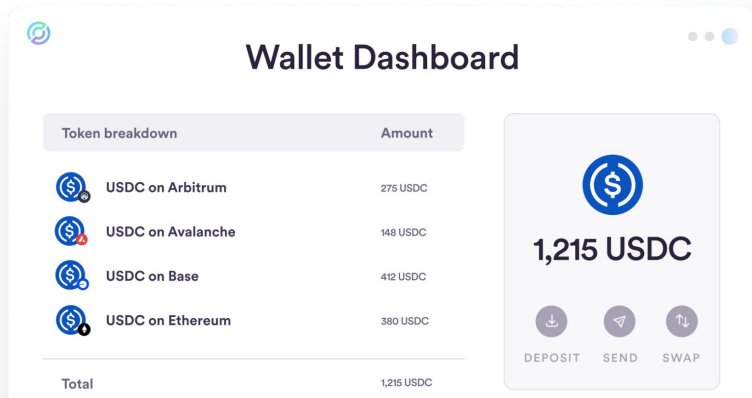 Wallet Dashboard
Token breakdown Amount
USDC on Arbitrum 275 USDC
USDC on Avalanche 148 USDC
USDC on Base 412 USDC
USDC on Ethereum 380 USDC
Total 1,215 USDC
1,215 USDC
DEPOSIT SEND SWAP